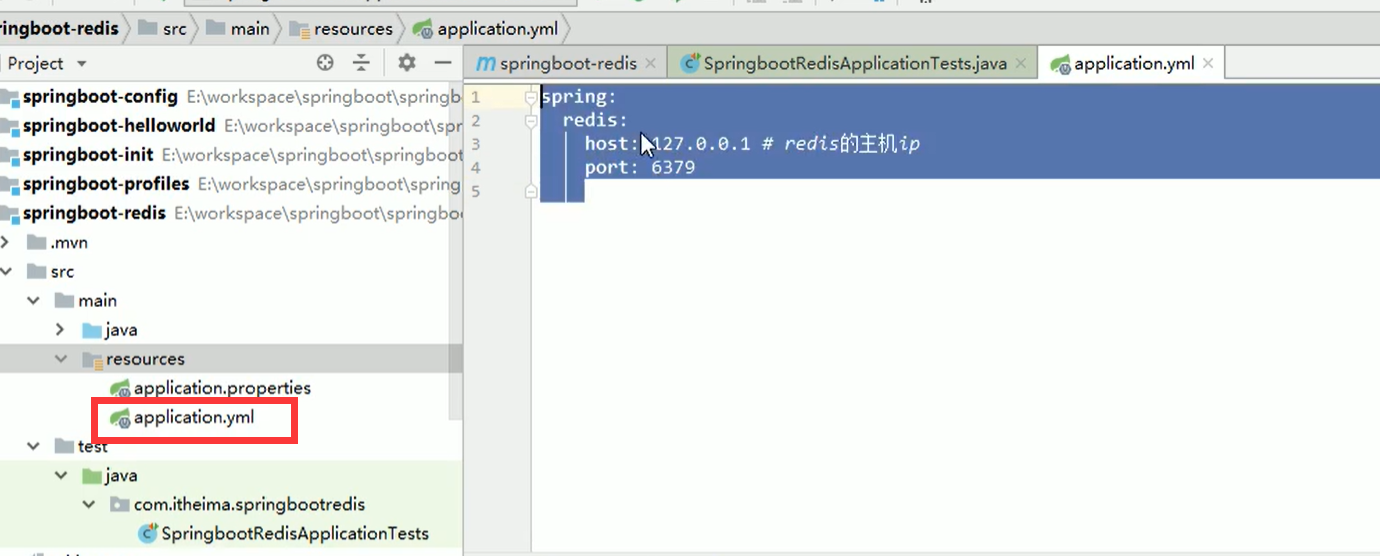 ringboot-redis src main resources application.yml
Project
springboot-redis SpringbootRedisApplicationTests.java application.yml
springboot-config E:\workspace\springboot\springb
springboot-helloworld E:\workspace\springboot\spr
springboot-init E:\workspace\springboot\springboot
springboot-profiles E:\workspace\springboot\spring
springboot-redis E:\workspace\springboot\springboo
.mvn
src
main
java
resources
application.properties
application.yml
test
java
com.itheima.springbootredis
SpringbootRedisApplicationTests
1 spring:
2 redis:
3 host: 127.0.0.1 # redis的主机ip
4 port: 6379
5